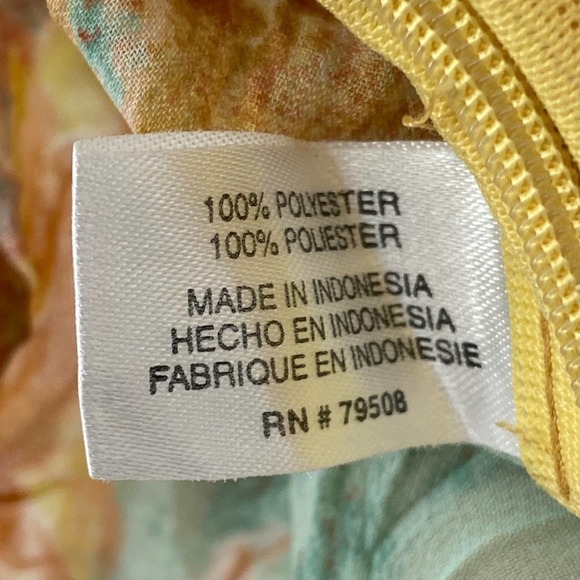 100% POLYESTER
100% POLIESTER
MADE IN INDONESIA
HECHO EN INDONESIA
FABRIQUE EN INDONESIE
RN # 79508